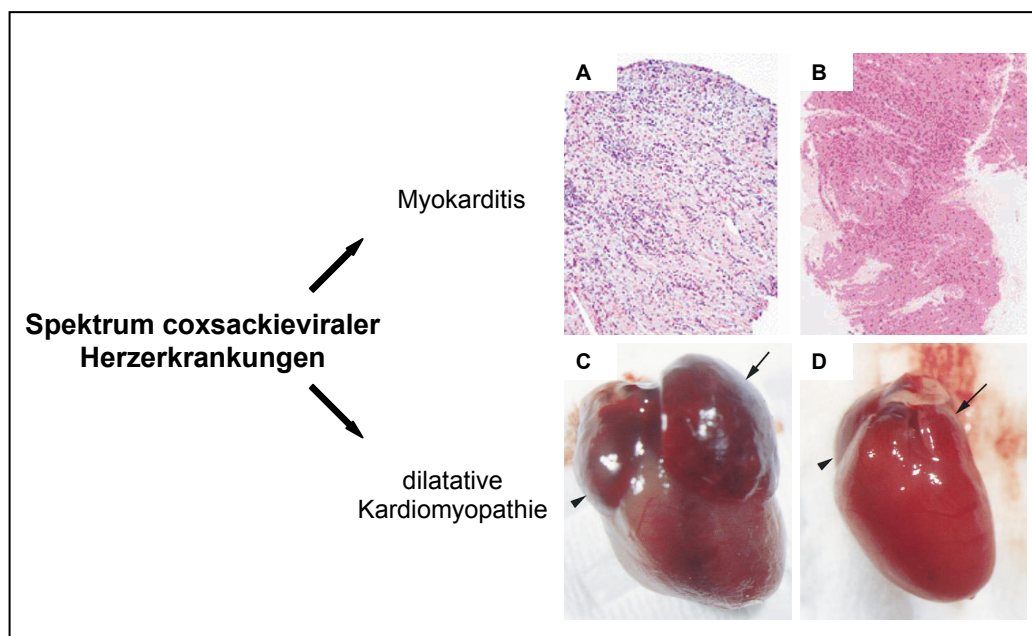 A
B
Myokarditis
Spektrum coxsackieviraler
Herzerkrankungen
C
D
dilatative
Kardiomyopathie